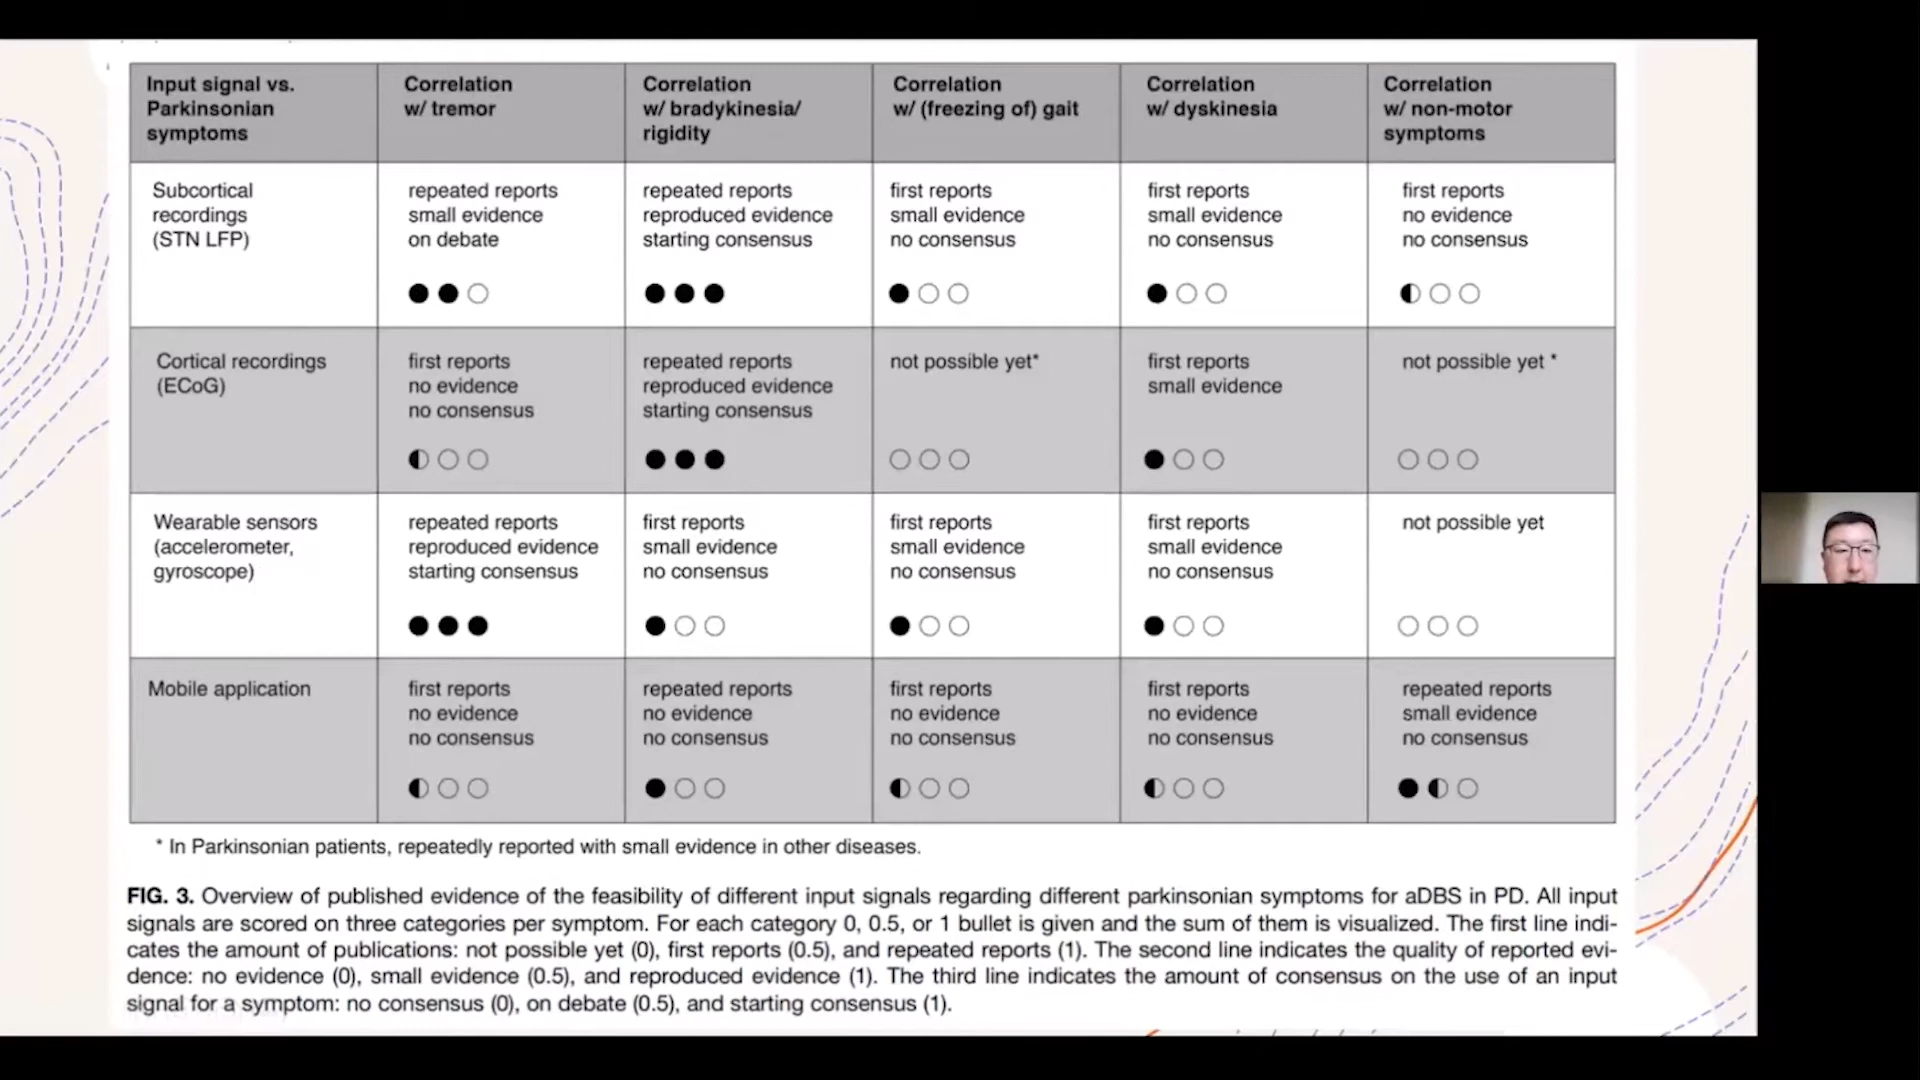 Input signal vs.
Parkinsonian
symptoms
Correlation
w/ tremor
Correlation
w/ bradykinesia/
rigidity
Correlation
w/ (freezing of) gait
Correlation
w/ dyskinesia
Correlation
w/ non-motor
symptoms
Subcortical
recordings
(STN LFP)
repeated reports
small evidence
on debate
repeated reports
reproduced evidence
starting consensus
first reports
small evidence
no consensus
first reports
small evidence
no consensus
first reports
no evidence
no consensus
Cortical recordings
(ECoG)
first reports
no evidence
no consensus
repeated reports
reproduced evidence
starting consensus
not possible yet*
first reports
small evidence
not possible yet *
Wearable sensors
(accelerometer,
gyroscope)
repeated reports
reproduced evidence
starting consensus
first reports
small evidence
no consensus
first reports
small evidence
no consensus
first reports
small evidence
no consensus
not possible yet
Mobile application
first reports
no evidence
no consensus
repeated reports
no evidence
no consensus
first reports
no evidence
no consensus
first reports
no evidence
no consensus
repeated reports
small evidence
no consensus
* In Parkinsonian patients, repeatedly reported with small evidence in other diseases.
FIG. 3. Overview of published evidence of the feasibility of different input signals regarding different parkinsonian symptoms for aDBS in PD. All input
signals are scored on three categories per symptom. For each category 0, 0.5, or 1 bullet is given and the sum of them is visualized. The first line indi-
cates the amount of publications: not possible yet (0), first reports (0.5), and repeated reports (1). The second line indicates the quality of reported evi-
dence: no evidence (0), small evidence (0.5), and reproduced evidence (1). The third line indicates the amount of consensus on the use of an input
signal for a symptom: no consensus (0), on debate (0.5), and starting consensus (1).